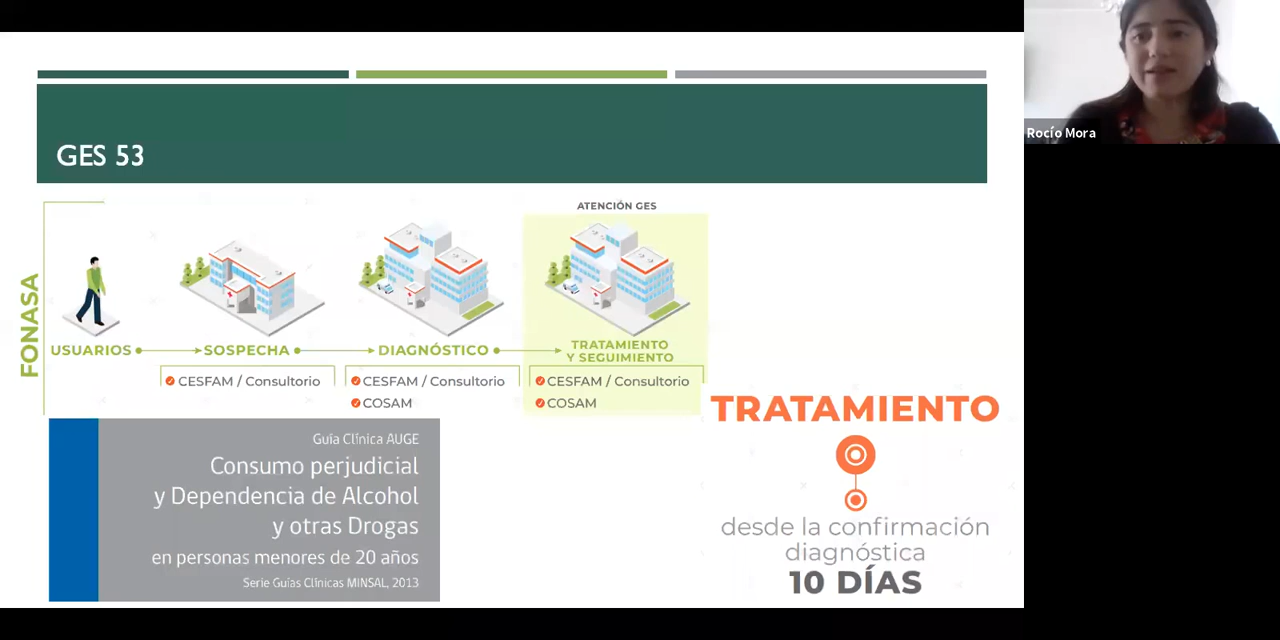 GES 53
ATENCIÓN GES
FONASA
USUARIOS
SOSPECHA
DIAGNÓSTICO
TRATAMIENTO
Y SEGUIMIENTO
CESFAM / Consultorio
CESFAM / Consultorio
COSAM
CESFAM / Consultorio
COSAM
Guía Clínica AUGE
Consumo perjudicial
y Dependencia de Alcohol
y otras Drogas
en personas menores de 20 años
Serie Guías Clínicas MINSAL, 2013
TRATAMIENTO
desde la confirmación
diagnóstica
10 DÍAS
Rocío Mora